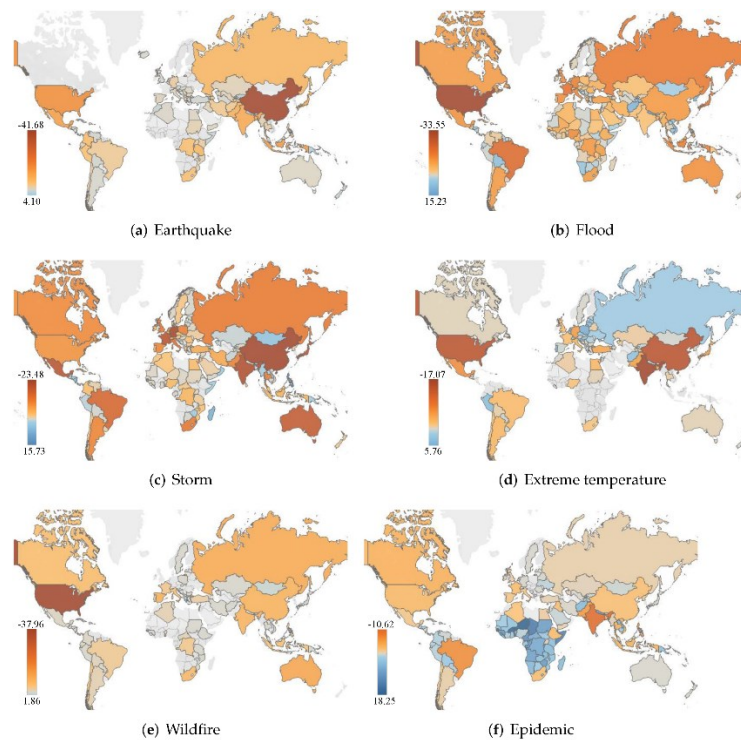 -41.68
4.10
-33.55
15.23
(a) Earthquake
(b) Flood
-23.48
15.73
-17.07
5.76
(c) Storm
(d) Extreme temperature
-37.96
1.86
-10.62
18.25
(e) Wildfire
(f) Epidemic